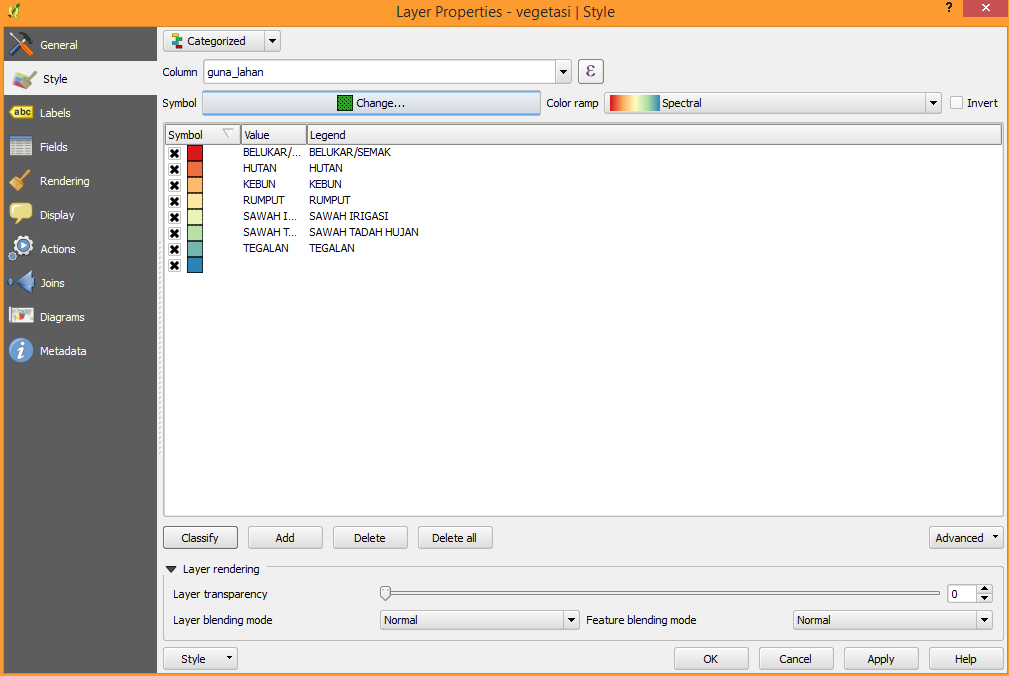 Layer Properties - vegetasi | Style
?
General
Style
abc Labels
Fields
Rendering
Display
Actions
Joins
Diagrams
Metadata
Categorized
Column guna_lahan ε
Symbol Change... Color ramp Spectral Invert
Symbol Value Legend
BELUKAR/... BELUKAR/SEMAK
HUTAN HUTAN
KEBUN KEBUN
RUMPUT RUMPUT
SAWAH I... SAWAH IRIGASI
SAWAH T... SAWAH TADAH HUJAN
TEGALAN TEGALAN
Classify Add Delete Delete all Advanced
Layer rendering
Layer transparency 0
Layer blending mode Normal Feature blending mode Normal
Style OK Cancel Apply Help